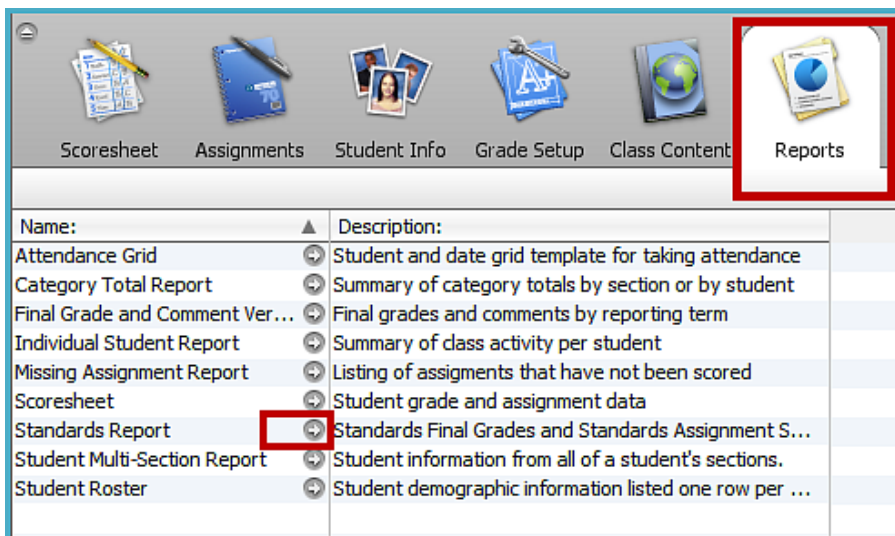 Scoresheet Assignments Student Info Grade Setup Class Content Reports
Name: Description:
Attendance Grid Student and date grid template for taking attendance
Category Total Report Summary of category totals by section or by student
Final Grade and Comment Ver... Final grades and comments by reporting term
Individual Student Report Summary of class activity per student
Missing Assignment Report Listing of assigments that have not been scored
Scoresheet Student grade and assignment data
Standards Report Standards Final Grades and Standards Assignment S...
Student Multi-Section Report Student information from all of a student's sections.
Student Roster Student demographic information listed one row per ...